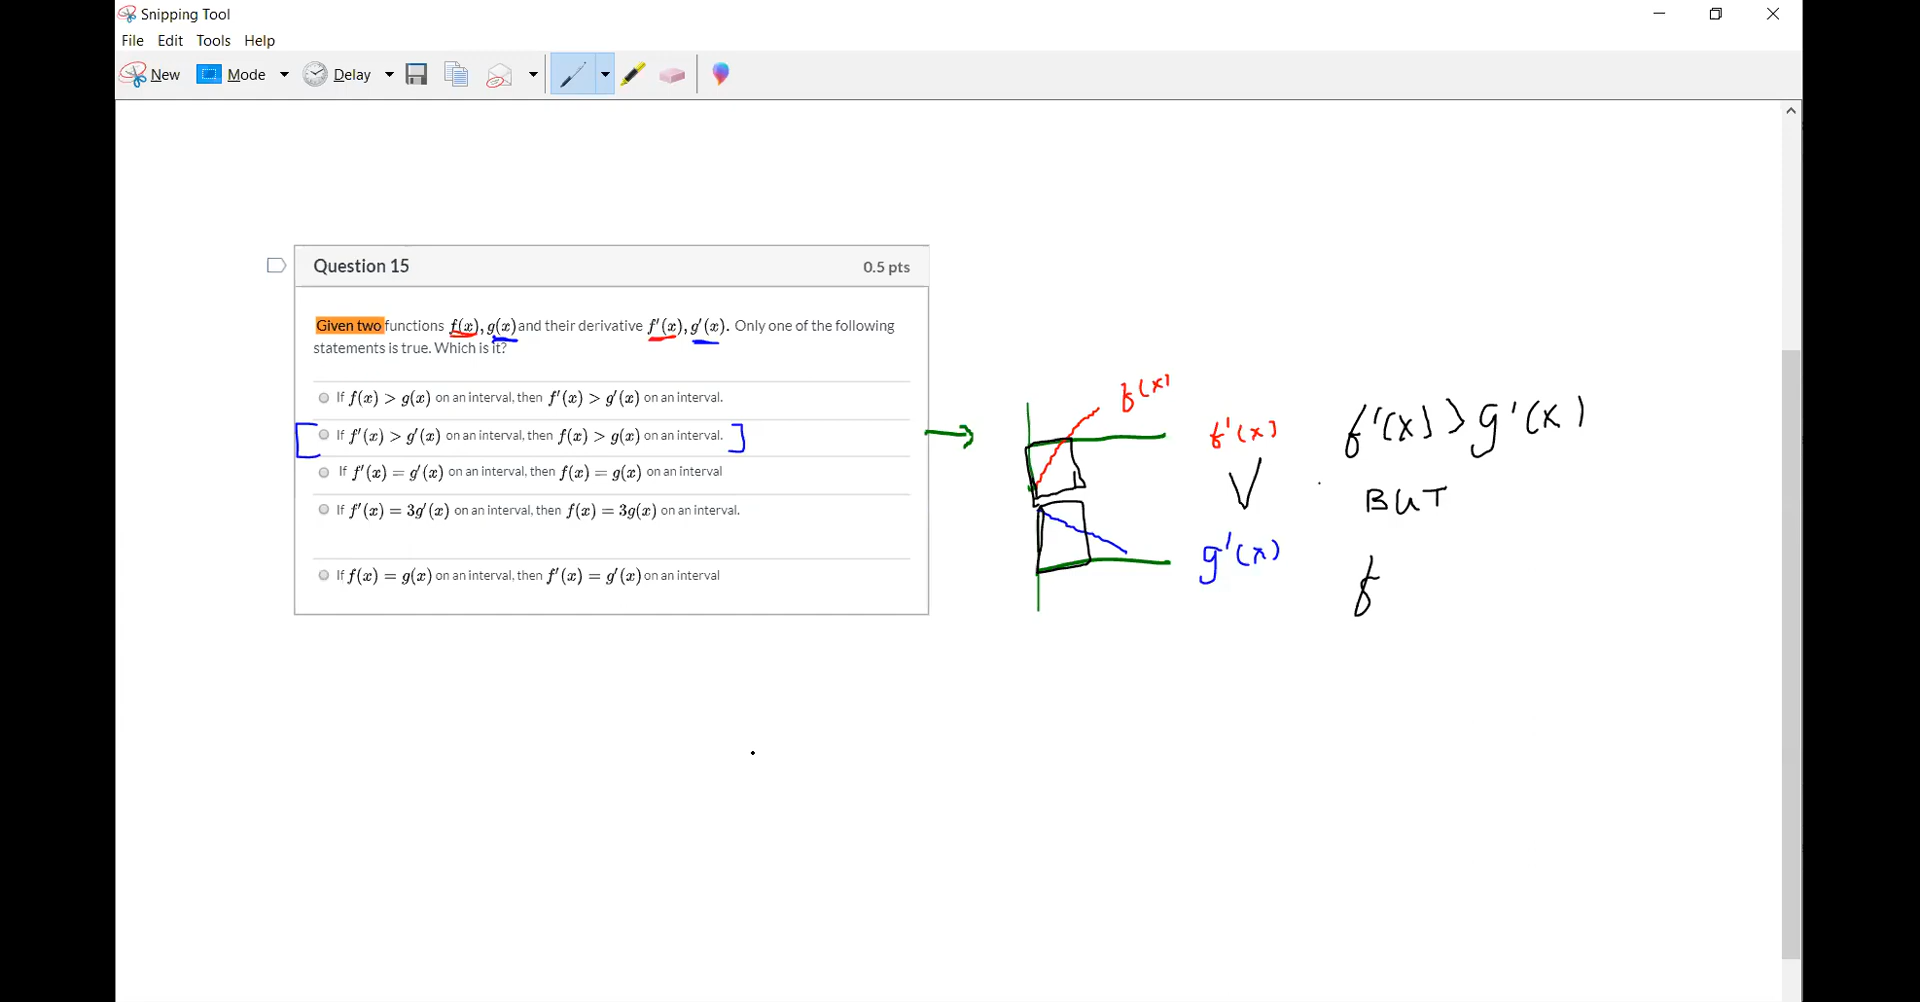 Snipping Tool
File Edit Tools Help
New Mode Delay
Question 15 0.5 pts
Given two functions f(x), g(x) and their derivative f′(x), g′(x). Only one of the following
statements is true. Which is it?
If f(x) > g(x) on an interval, then f′(x) > g′(x) on an interval.
If f′(x) > g′(x) on an interval, then f(x) > g(x) on an interval.
If f′(x) = g′(x) on an interval, then f(x) = g(x) on an interval
If f′(x) = 3g′(x) on an interval, then f(x) = 3g(x) on an interval.
If f(x) = g(x) on an interval, then f′(x) = g′(x) on an interval
f(x)
f'(x)
V
g'(x)
f'(x) > g'(x)
BUT
f